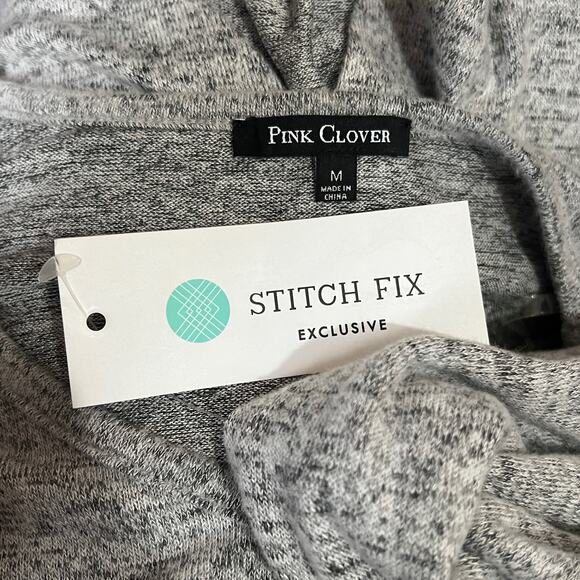 PINK CLOVER
M
MADE IN
CHINA
STITCH FIX
EXCLUSIVE